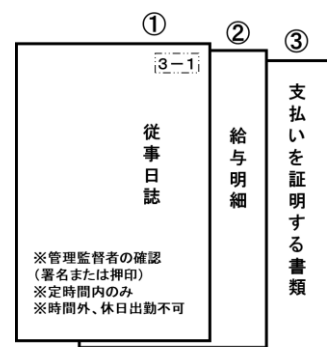 ① ② ③
3－1
従事日誌
給与明細
支払いを証明する書類
※管理監督者の確認
(署名または押印)
※定時間内のみ
※時間外、休日出勤不可